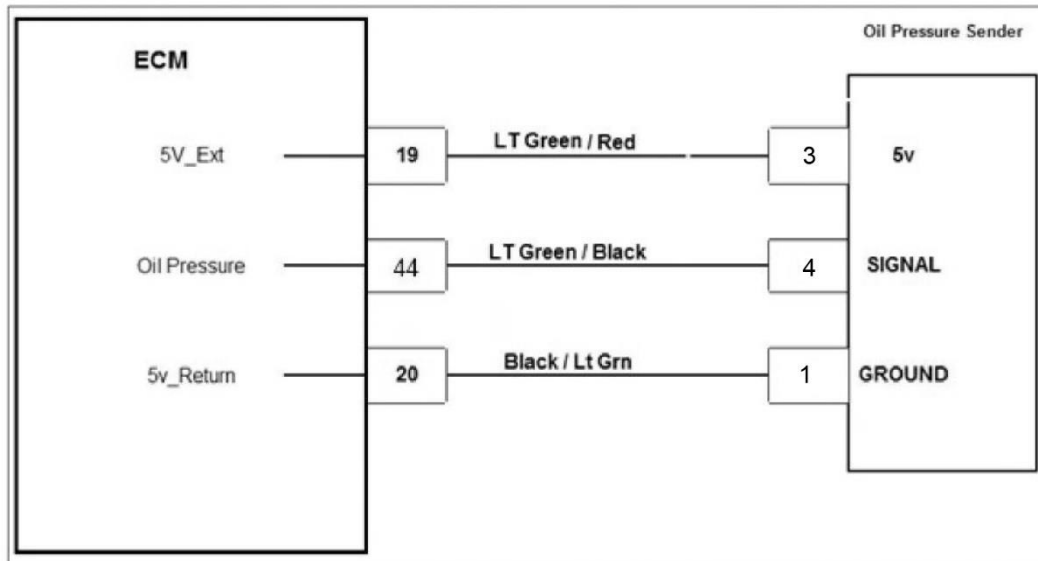 Oil Pressure Sender
ECM
5V_Ext
19
LT Green / Red
3
5v
Oil Pressure
44
LT Green / Black
4
SIGNAL
5v_Return
20
Black / Lt Grn
1
GROUND